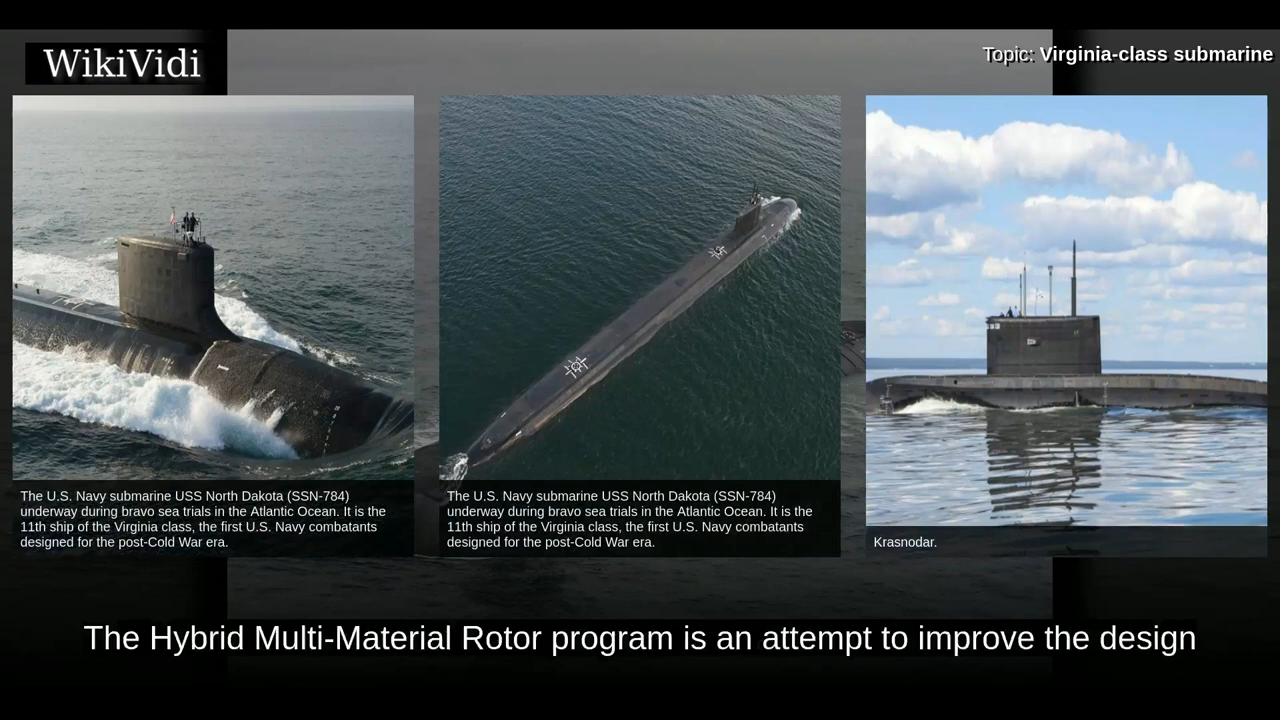 WikiVidi
Topic: Virginia-class submarine
The U.S. Navy submarine USS North Dakota (SSN-784)
underway during bravo sea trials in the Atlantic Ocean. It is the
11th ship of the Virginia class, the first U.S. Navy combatants
designed for the post-Cold War era.
The U.S. Navy submarine USS North Dakota (SSN-784)
underway during bravo sea trials in the Atlantic Ocean. It is the
11th ship of the Virginia class, the first U.S. Navy combatants
designed for the post-Cold War era.
Krasnodar.
The Hybrid Multi-Material Rotor program is an attempt to improve the design